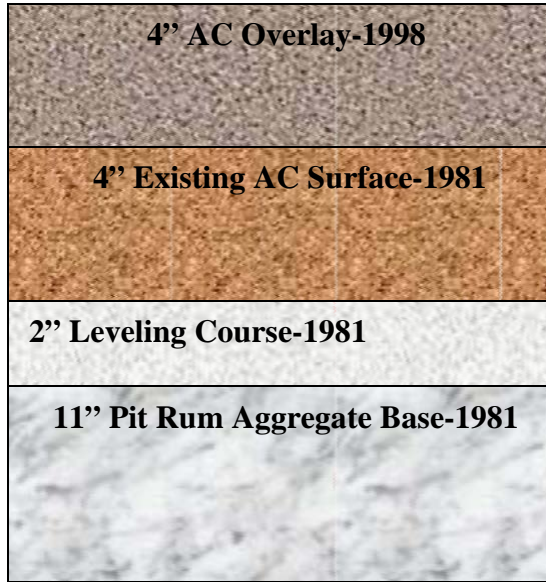 4” AC Overlay-1998
4” Existing AC Surface-1981
2” Leveling Course-1981
11” Pit Rum Aggregate Base-1981